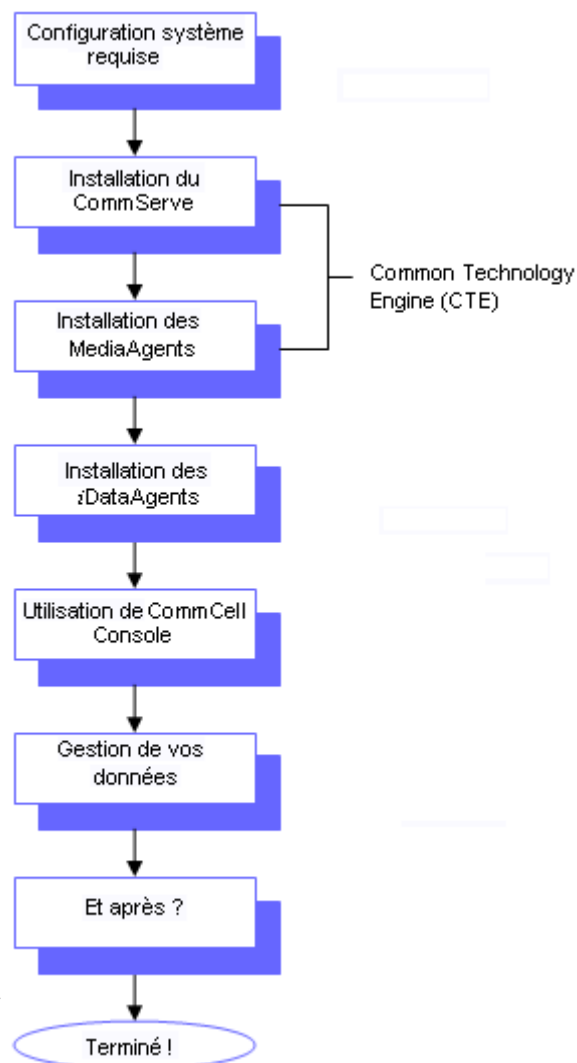 Configuration système
requise
Installation du
CommServe
Common Technology
Engine (CTE)
Installation des
MediaAgents
Installation des
iDataAgents
Utilisation de CommCell
Console
Gestion de vos
données
Et après ?
Terminé !